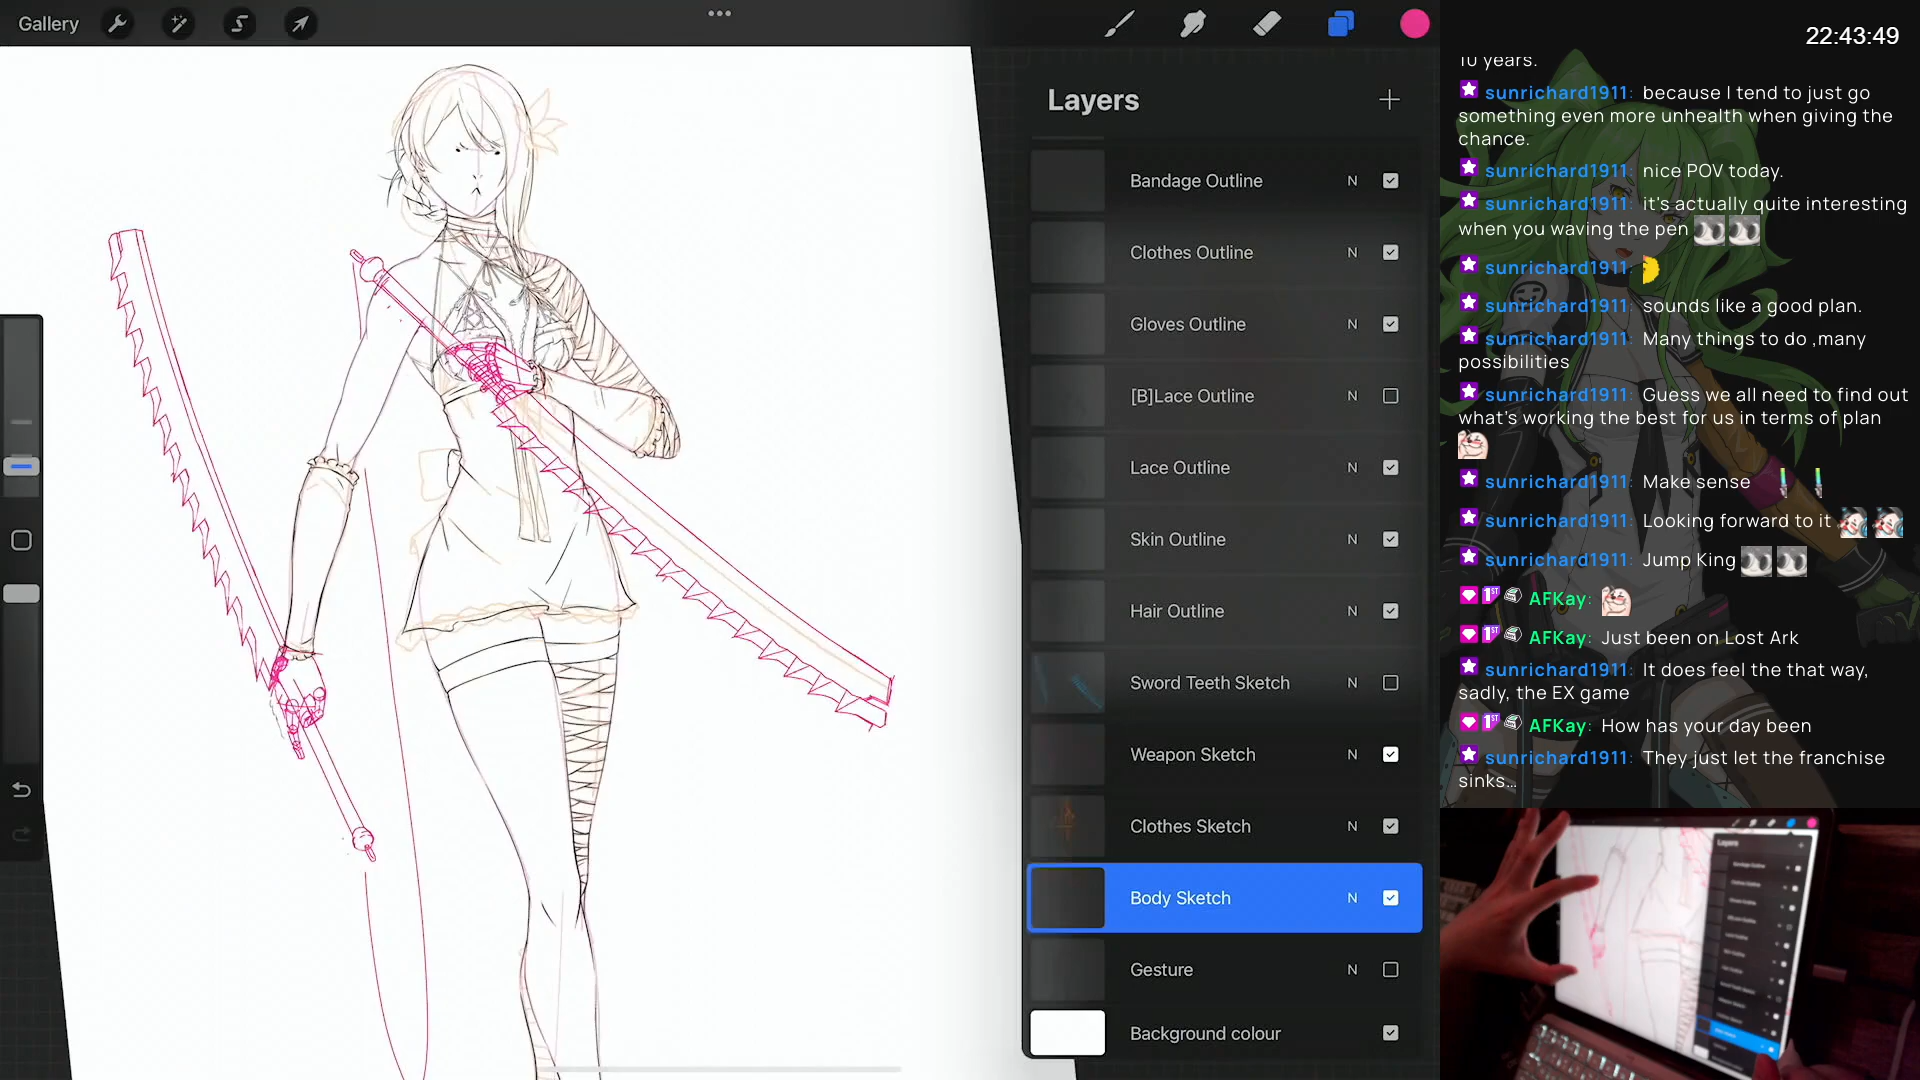 Gallery
22:43:49
Layers
Bandage Outline N
Clothes Outline N
Gloves Outline N
[B]Lace Outline N
Lace Outline N
Skin Outline N
Hair Outline N
Sword Teeth Sketch N
Weapon Sketch N
Clothes Sketch N
Body Sketch N
Gesture N
Background colour
10 years.
sunrichard1911: because I tend to just go
something even more unhealth when giving the
chance.
sunrichard1911: nice POV today.
sunrichard1911: it's actually quite interesting
when you waving the pen
sunrichard1911:
sunrichard1911: sounds like a good plan.
sunrichard1911: Many things to do ,many
possibilities
sunrichard1911: Guess we all need to find out
what's working the best for us in terms of plan
sunrichard1911: Make sense
sunrichard1911: Looking forward to it
sunrichard1911: Jump King
1ST AFKay:
1ST AFKay: Just been on Lost Ark
sunrichard1911: It does feel the that way,
sadly, the EX game
1ST AFKay: How has your day been
sunrichard1911: They just let the franchise
sinks...
Layers